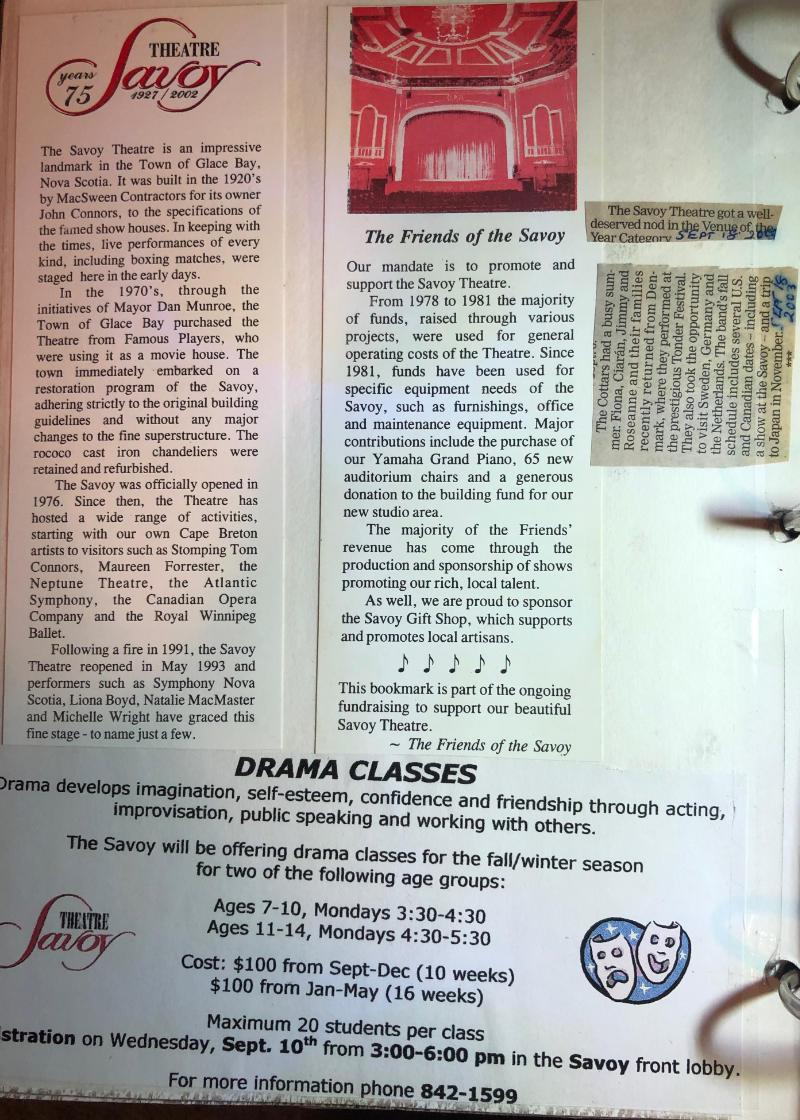 THEATRE
Savoy
years
75
1927/2002
The Savoy Theatre is an impressive
landmark in the Town of Glace Bay,
Nova Scotia. It was built in the 1920's
by MacSween Contractors for its owner
John Connors, to the specifications of
the famed show houses. In keeping with
the times, live performances of every
kind, including boxing matches, were
staged here in the early days.
In the 1970's, through the
initiatives of Mayor Dan Munroe, the
Town of Glace Bay purchased the
Theatre from Famous Players, who
were using it as a movie house. The
town immediately embarked on a
restoration program of the Savoy,
adhering strictly to the original building
guidelines and without any major
changes to the fine superstructure. The
rococo cast iron chandeliers were
retained and refurbished.
The Savoy was officially opened in
1976. Since then, the Theatre has
hosted a wide range of activities,
starting with our own Cape Breton
artists to visitors such as Stomping Tom
Connors, Maureen Forrester, the
Neptune Theatre, the Atlantic
Symphony, the Canadian Opera
Company and the Royal Winnipeg
Ballet.
Following a fire in 1991, the Savoy
Theatre reopened in May 1993 and
performers such as Symphony Nova
Scotia, Liona Boyd, Natalie MacMaster
and Michelle Wright have graced this
fine stage - to name just a few.
The Friends of the Savoy
Our mandate is to promote and
support the Savoy Theatre.
From 1978 to 1981 the majority
of funds, raised through various
projects, were used for general
operating costs of the Theatre. Since
1981, funds have been used for
specific equipment needs of the
Savoy, such as furnishings, office
and maintenance equipment. Major
contributions include the purchase of
our Yamaha Grand Piano, 65 new
auditorium chairs and a generous
donation to the building fund for our
new studio area.
The majority of the Friends'
revenue has come through the
production and sponsorship of shows
promoting our rich, local talent.
As well, we are proud to sponsor
the Savoy Gift Shop, which supports
and promotes local artisans.
♪ ♪ ♪ ♪ ♪
This bookmark is part of the ongoing
fundraising to support our beautiful
Savoy Theatre.
~ The Friends of the Savoy
The Savoy Theatre got a well-
deserved nod in the Venue of the
Year Category SEPT 18
The Cottars had a busy sum-
mer. Fiona, Ciarán, Jimmy and
Roseanne and their families
recently returned from Den-
mark, where they performed at
the prestigious Tonder Festival.
They also took the opportunity
to visit Sweden, Germany and
the Netherlands. The band's fall
schedule includes several U.S.
and Canadian dates – including
a show at the Savoy – and a trip
to Japan in November. SEPT 18
2003
***
DRAMA CLASSES
Drama develops imagination, self-esteem, confidence and friendship through acting,
improvisation, public speaking and working with others.
The Savoy will be offering drama classes for the fall/winter season
for two of the following age groups:
THEATRE
Savoy
Ages 7-10, Mondays 3:30-4:30
Ages 11-14, Mondays 4:30-5:30
Cost: $100 from Sept-Dec (10 weeks)
$100 from Jan-May (16 weeks)
Maximum 20 students per class
stration on Wednesday, Sept. 10th from 3:00-6:00 pm in the Savoy front lobby.
For more information phone 842-1599